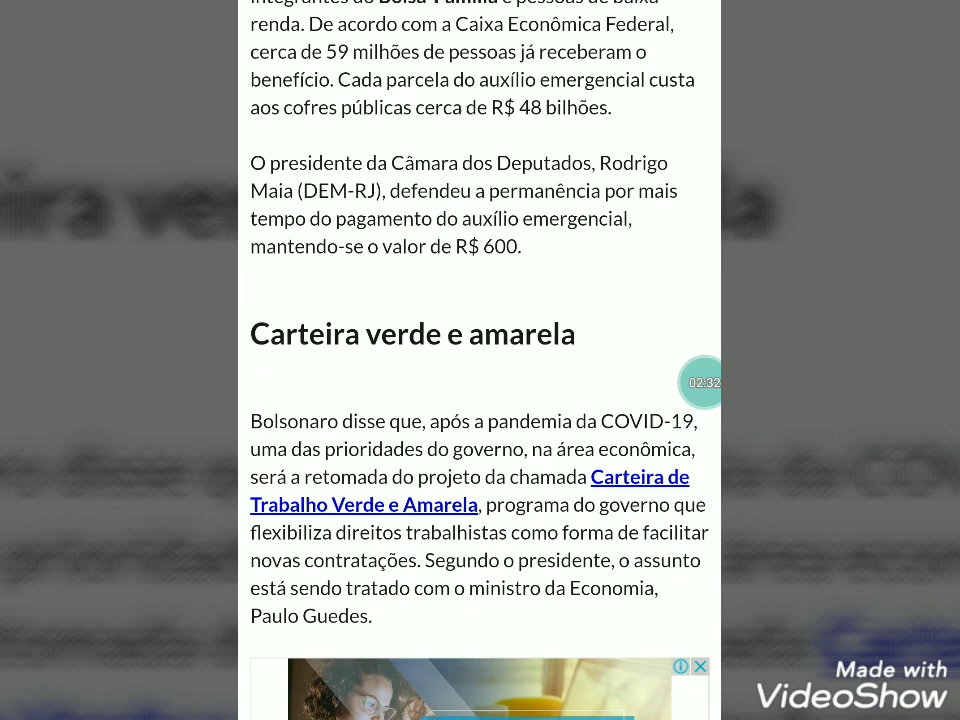 renda. De acordo com a Caixa Econômica Federal,
cerca de 59 milhões de pessoas já receberam o
benefício. Cada parcela do auxílio emergencial custa
aos cofres públicas cerca de R$ 48 bilhões.
O presidente da Câmara dos Deputados, Rodrigo
Maia (DEM-RJ), defendeu a permanência por mais
tempo do pagamento do auxílio emergencial,
mantendo-se o valor de R$ 600.
Carteira verde e amarela
02:32
Bolsonaro disse que, após a pandemia da COVID-19,
uma das prioridades do governo, na área econômica,
será a retomada do projeto da chamada Carteira de
Trabalho Verde e Amarela, programa do governo que
flexibiliza direitos trabalhistas como forma de facilitar
novas contratações. Segundo o presidente, o assunto
está sendo tratado com o ministro da Economia,
Paulo Guedes.
Made with
VideoShow